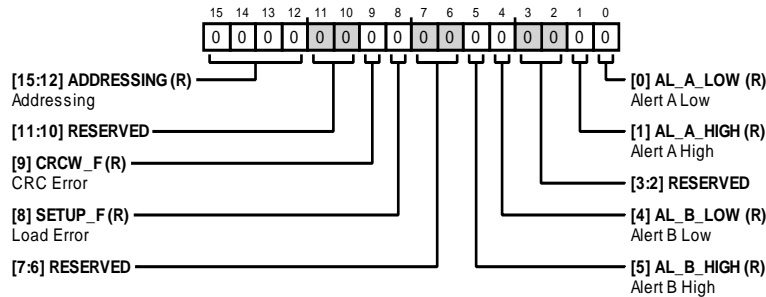 15 14 13 12 11 10 9 8 7 6 5 4 3 2 1 0
0 0 0 0 0 0 0 0 0 0 0 0 0 0 0 0
[15:12] ADDRESSING (R)
Addressing
[11:10] RESERVED
[9] CRCW_F (R)
CRC Error
[8] SETUP_F (R)
Load Error
[7:6] RESERVED
[0] AL_A_LOW (R)
Alert A Low
[1] AL_A_HIGH (R)
Alert A High
[3:2] RESERVED
[4] AL_B_LOW (R)
Alert B Low
[5] AL_B_HIGH (R)
Alert B High